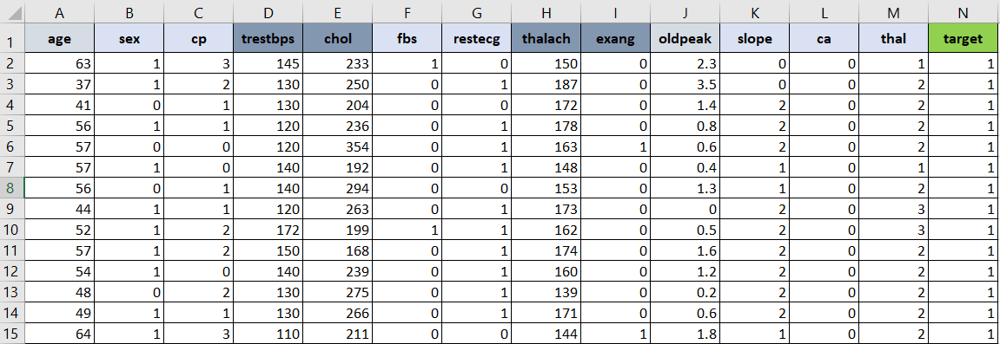 A B C D E F G H I J K L M N
1 age sex cp trestbps chol fbs restecg thalach exang oldpeak slope ca thal target
2 63 1 3 145 233 1 0 150 0 2.3 0 0 1 1
3 37 1 2 130 250 0 1 187 0 3.5 0 0 2 1
4 41 0 1 130 204 0 0 172 0 1.4 2 0 2 1
5 56 1 1 120 236 0 1 178 0 0.8 2 0 2 1
6 57 0 0 120 354 0 1 163 1 0.6 2 0 2 1
7 57 1 0 140 192 0 1 148 0 0.4 1 0 1 1
8 56 0 1 140 294 0 0 153 0 1.3 1 0 2 1
9 44 1 1 120 263 0 1 173 0 0 2 0 3 1
10 52 1 2 172 199 1 1 162 0 0.5 2 0 3 1
11 57 1 2 150 168 0 1 174 0 1.6 2 0 2 1
12 54 1 0 140 239 0 1 160 0 1.2 2 0 2 1
13 48 0 2 130 275 0 1 139 0 0.2 2 0 2 1
14 49 1 1 130 266 0 1 171 0 0.6 2 0 2 1
15 64 1 3 110 211 0 0 144 1 1.8 1 0 2 1